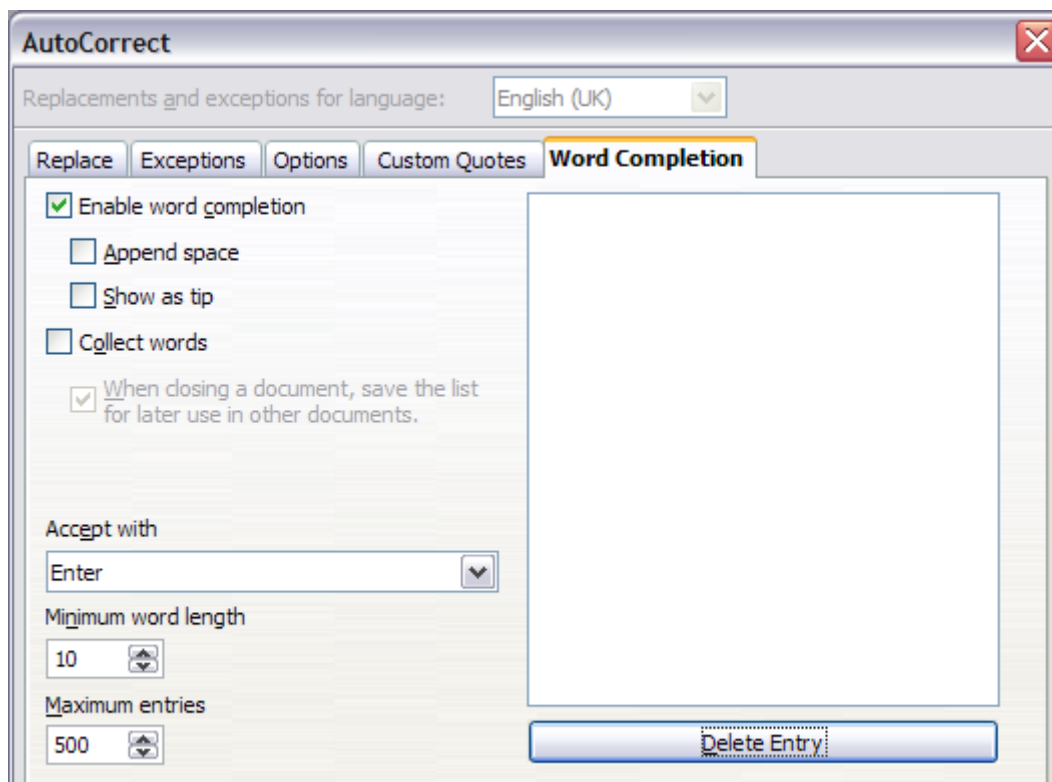 AutoCorrect
Replacements and exceptions for language: English (UK)
Replace Exceptions Options Custom Quotes Word Completion
Enable word completion
Append space
Show as tip
Collect words
When closing a document, save the list
for later use in other documents.
Accept with
Enter
Minimum word length
10
Maximum entries
500
Delete Entry